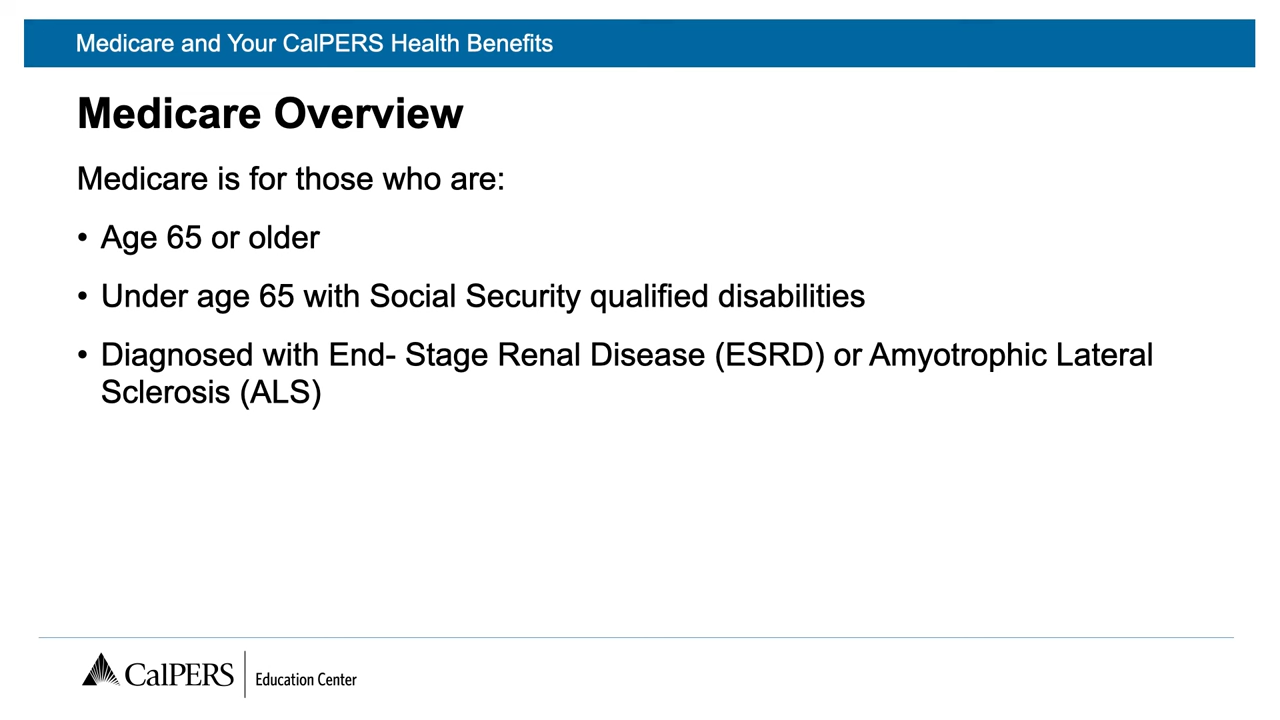 Medicare and Your CalPERS Health Benefits
Medicare Overview
Medicare is for those who are:
• Age 65 or older
• Under age 65 with Social Security qualified disabilities
• Diagnosed with End- Stage Renal Disease (ESRD) or Amyotrophic Lateral
Sclerosis (ALS)
CalPERS | Education Center